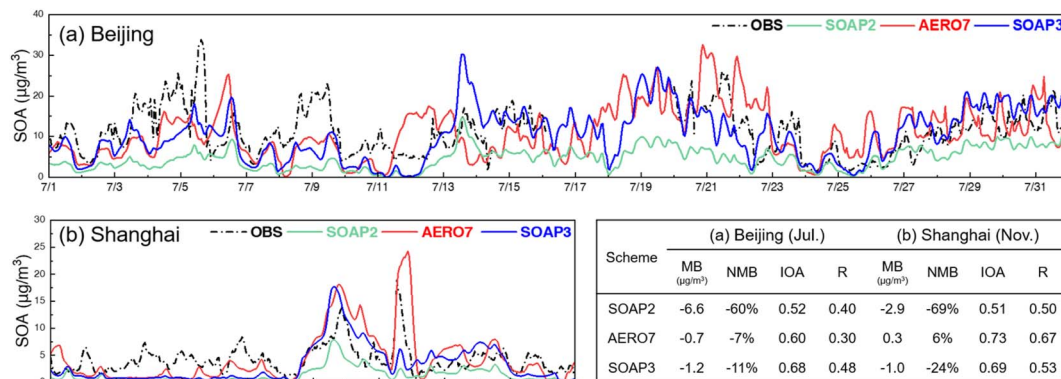 (a) Beijing
OBS SOAP2 AERO7 SOAP3
SOA (μg/m³)
40
30
20
10
0
7/1 7/3 7/5 7/7 7/9 7/11 7/13 7/15 7/17 7/19 7/21 7/23 7/25 7/27 7/29 7/31
(b) Shanghai
OBS SOAP2 AERO7 SOAP3
SOA (μg/m³)
30
25
20
15
10
5
Scheme (a) Beijing (Jul.) (b) Shanghai (Nov.)
MB (μg/m³) NMB IOA R MB (μg/m³) NMB IOA R
SOAP2 -6.6 -60% 0.52 0.40 -2.9 -69% 0.51 0.50
AERO7 -0.7 -7% 0.60 0.30 0.3 6% 0.73 0.67
SOAP3 -1.2 -11% 0.68 0.48 -1.0 -24% 0.69 0.53